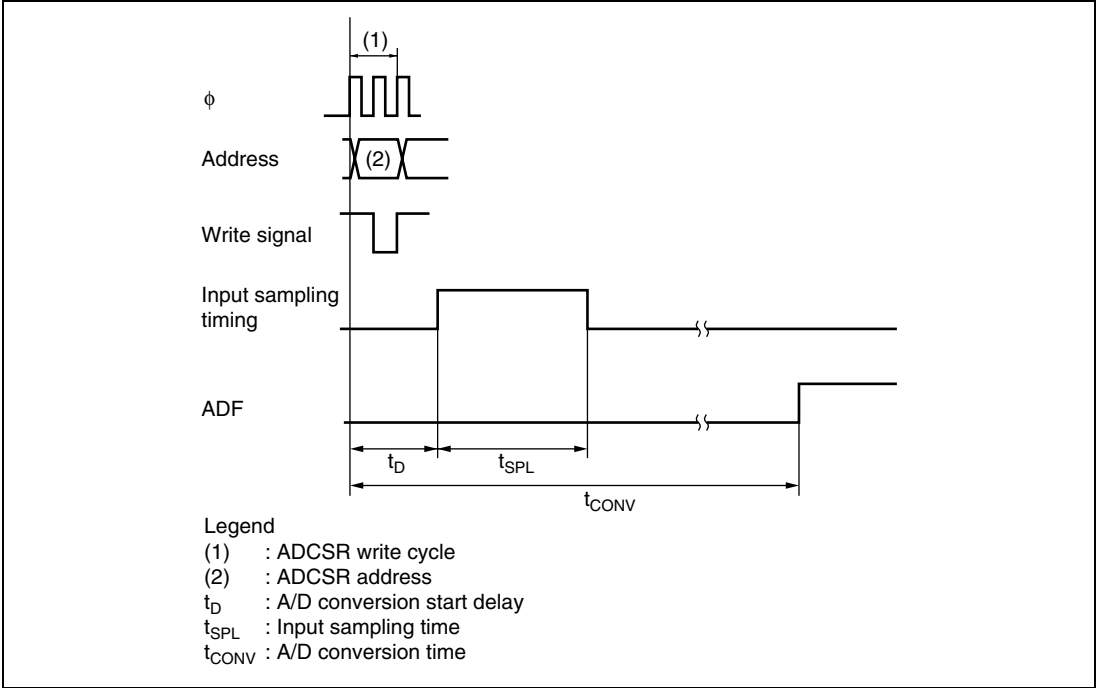 (1)
ϕ
Address
(2)
Write signal
Input sampling
timing
ADF
tD
tSPL
tCONV
Legend
(1) : ADCSR write cycle
(2) : ADCSR address
tD : A/D conversion start delay
tSPL : Input sampling time
tCONV : A/D conversion time